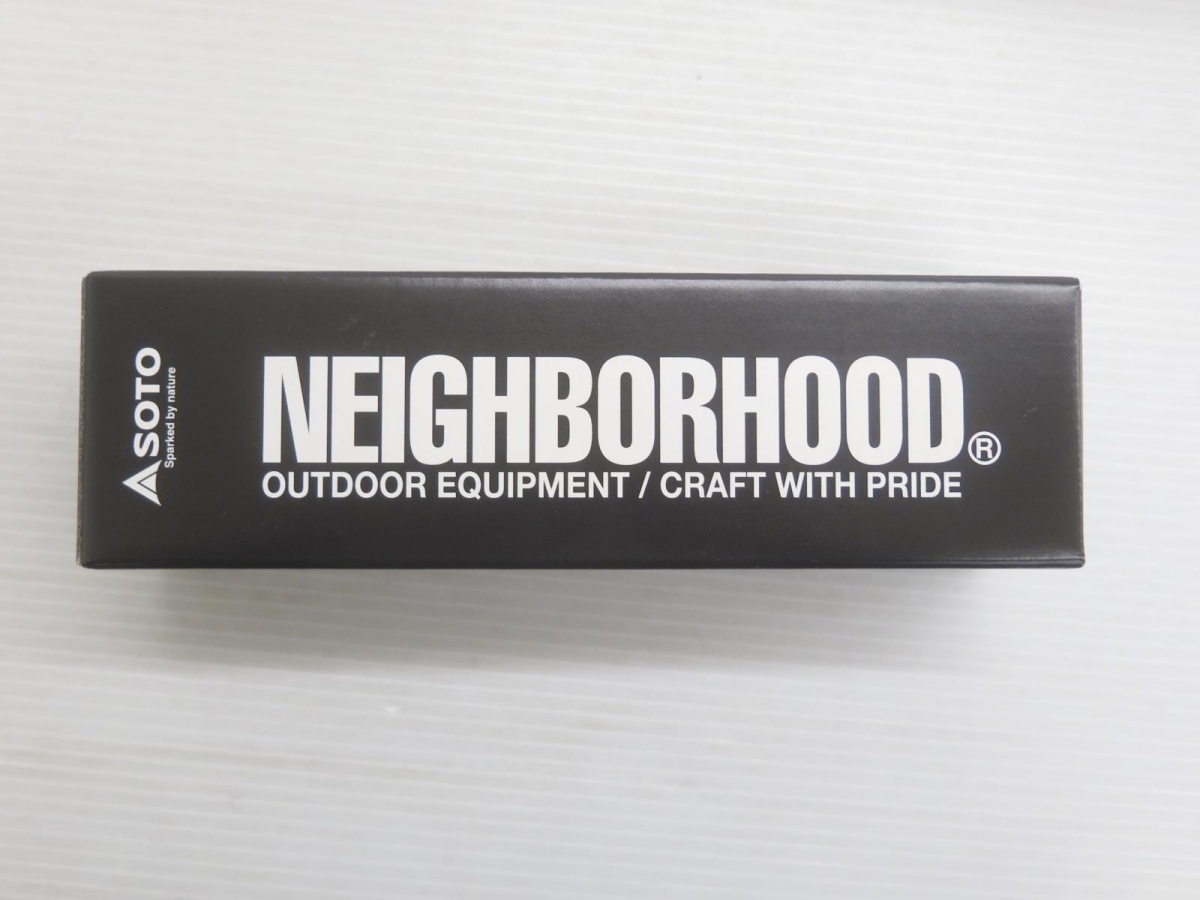 SOTO
Sparked by nature
NEIGHBORHOOD®
OUTDOOR EQUIPMENT / CRAFT WITH PRIDE